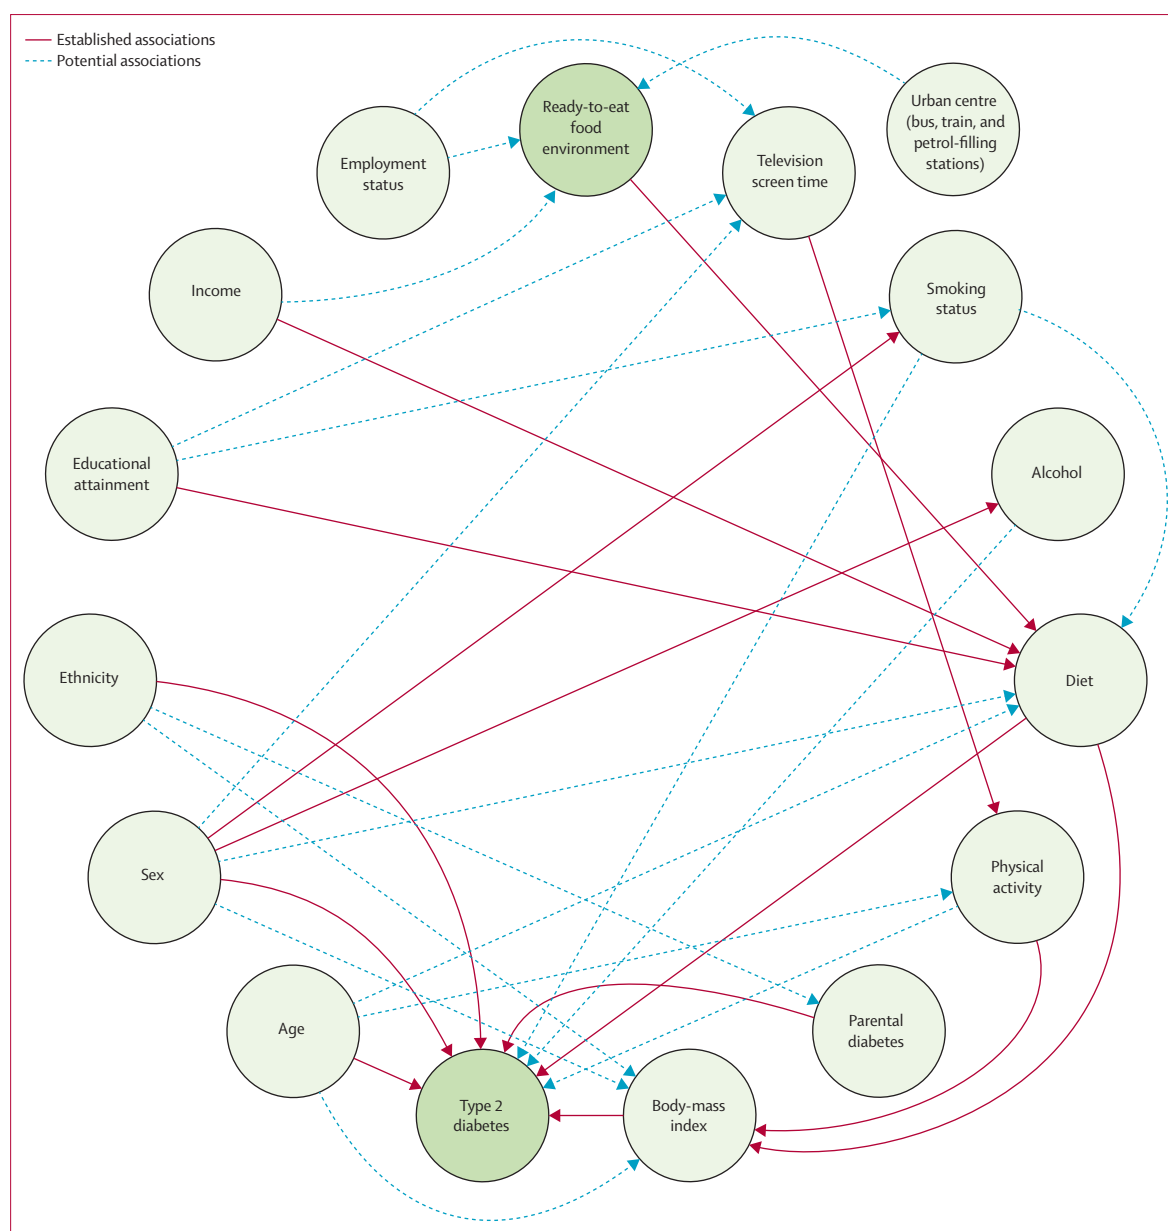 Established associations
Potential associations
Ready-to-eat
food
environment
Urban centre
(bus, train, and
petrol-filling
stations)
Employment
status
Television
screen time
Income
Smoking
status
Educational
attainment
Alcohol
Ethnicity
Diet
Sex
Physical
activity
Age
Parental
diabetes
Type 2
diabetes
Body-mass
index